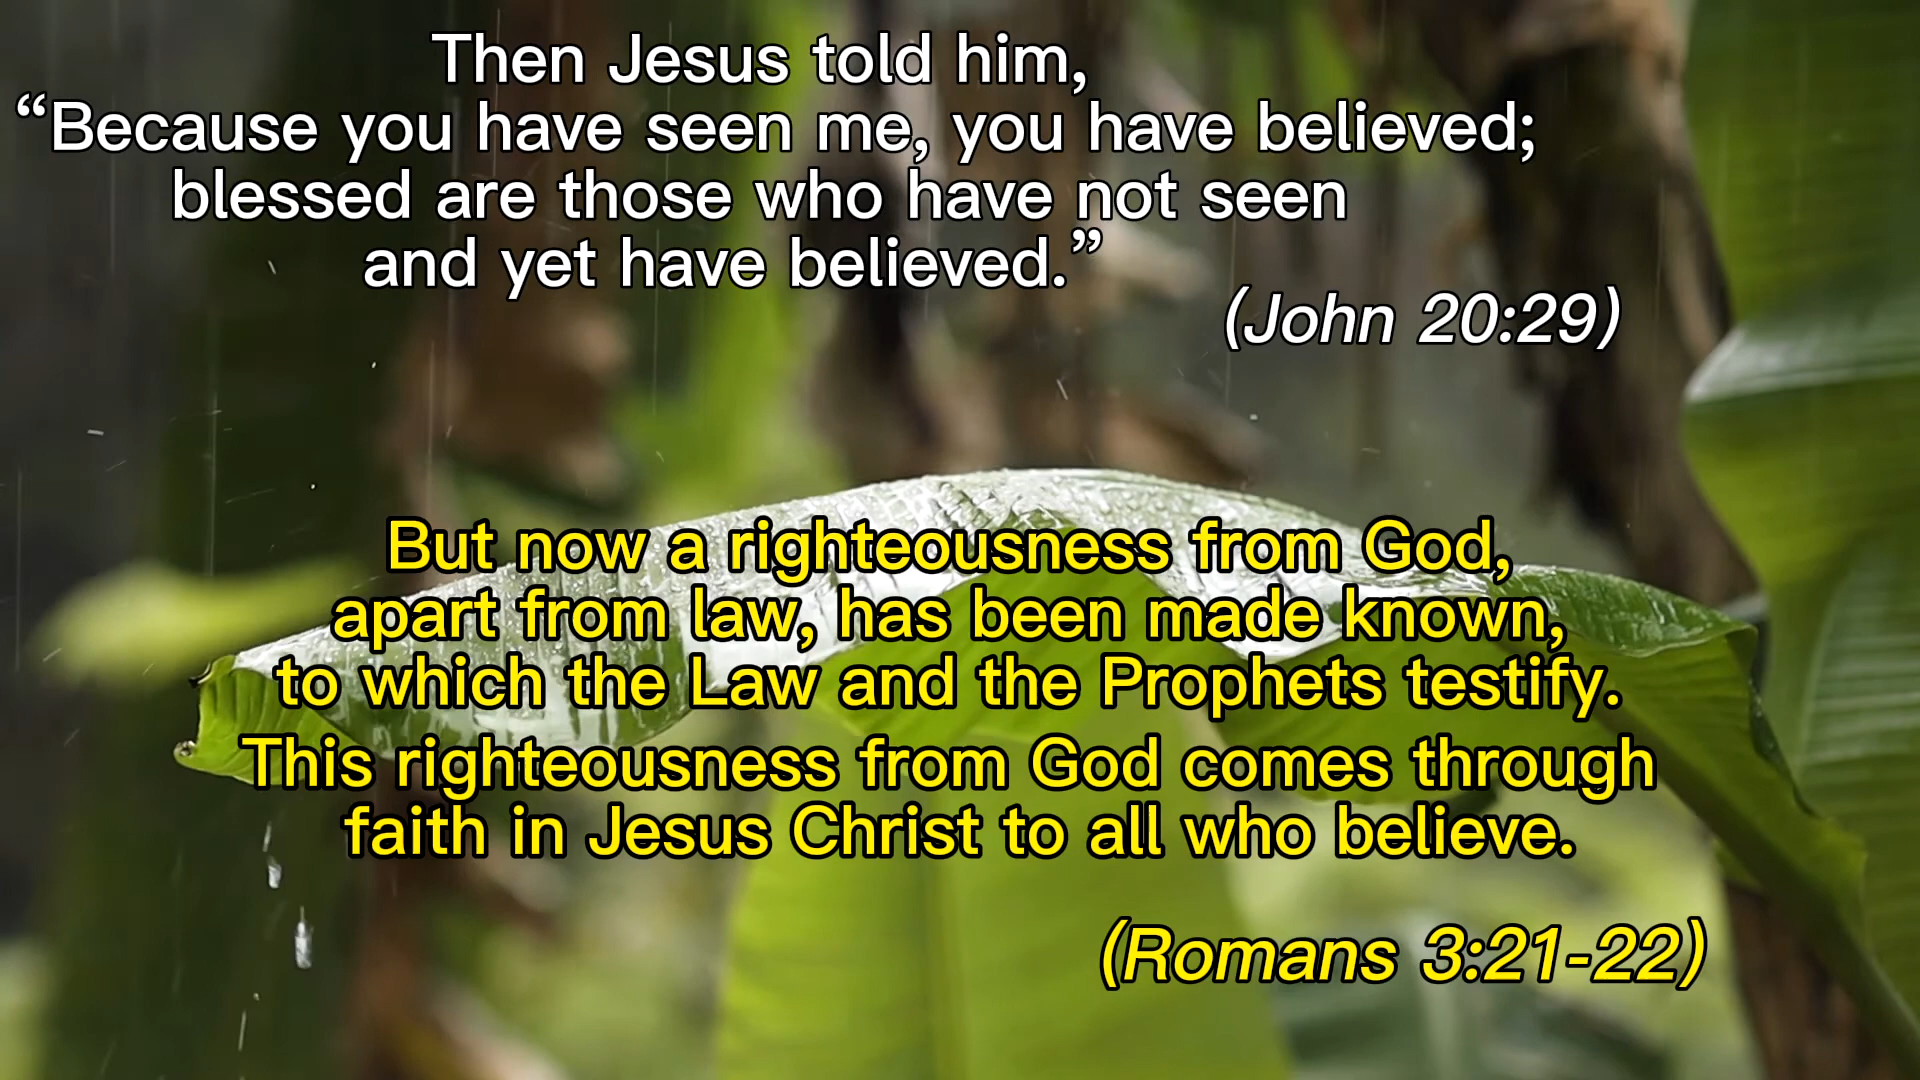 Then Jesus told him,
“Because you have seen me, you have believed;
blessed are those who have not seen
and yet have believed.”
(John 20:29)
But now a righteousness from God,
apart from law, has been made known,
to which the Law and the Prophets testify.
This righteousness from God comes through
faith in Jesus Christ to all who believe.
(Romans 3:21-22)